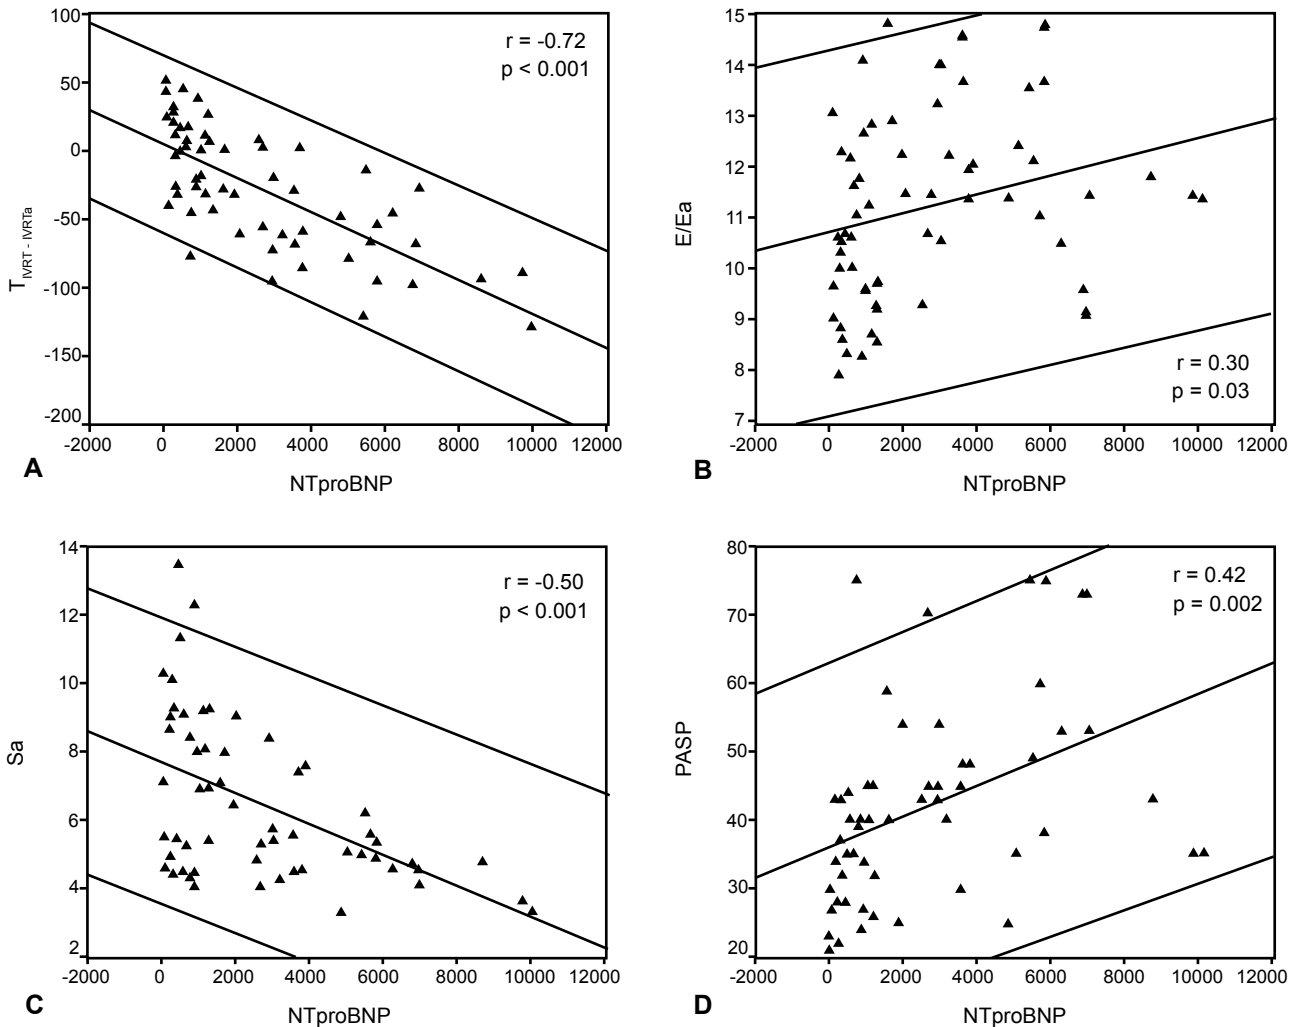 100
50
0
-50
-100
-150
-200
T IVRT - IVRTa
r = -0.72
p < 0.001
-2000 0 2000 4000 6000 8000 10000 12000
A
NTproBNP
15
14
13
12
11
10
9
8
7
E/Ea
r = 0.30
p = 0.03
-2000 0 2000 4000 6000 8000 10000 12000
B
NTproBNP
14
12
10
8
6
4
2
Sa
r = -0.50
p < 0.001
-2000 0 2000 4000 6000 8000 10000 12000
C
NTproBNP
80
70
60
50
40
30
20
PASP
r = 0.42
p = 0.002
-2000 0 2000 4000 6000 8000 10000 12000
D
NTproBNP